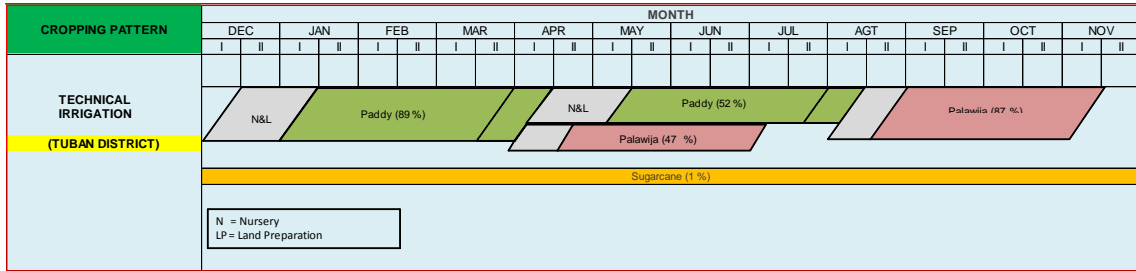 CROPPING PATTERN
MONTH
DEC JAN FEB MAR APR MAY JUN JUL AGT SEP OCT NOV
I II I II I II I II I II I II I II I II I II I II I II I II
TECHNICAL
IRRIGATION
(TUBAN DISTRICT)
N&L
Paddy (89 %)
N&L
Paddy (52 %)
Palawija (87 %)
Palawija (47 %)
Sugarcane (1 %)
N = Nursery
LP = Land Preparation